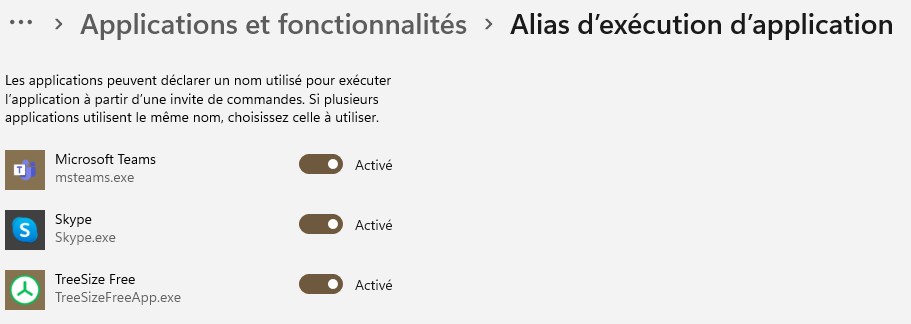 ... > Applications et fonctionnalités > Alias d’exécution d’application
Les applications peuvent déclarer un nom utilisé pour exécuter
l’application à partir d’une invite de commandes. Si plusieurs
applications utilisent le même nom, choisissez celle à utiliser.
Microsoft Teams
msteams.exe
Activé
Skype
Skype.exe
Activé
TreeSize Free
TreeSizeFreeApp.exe
Activé